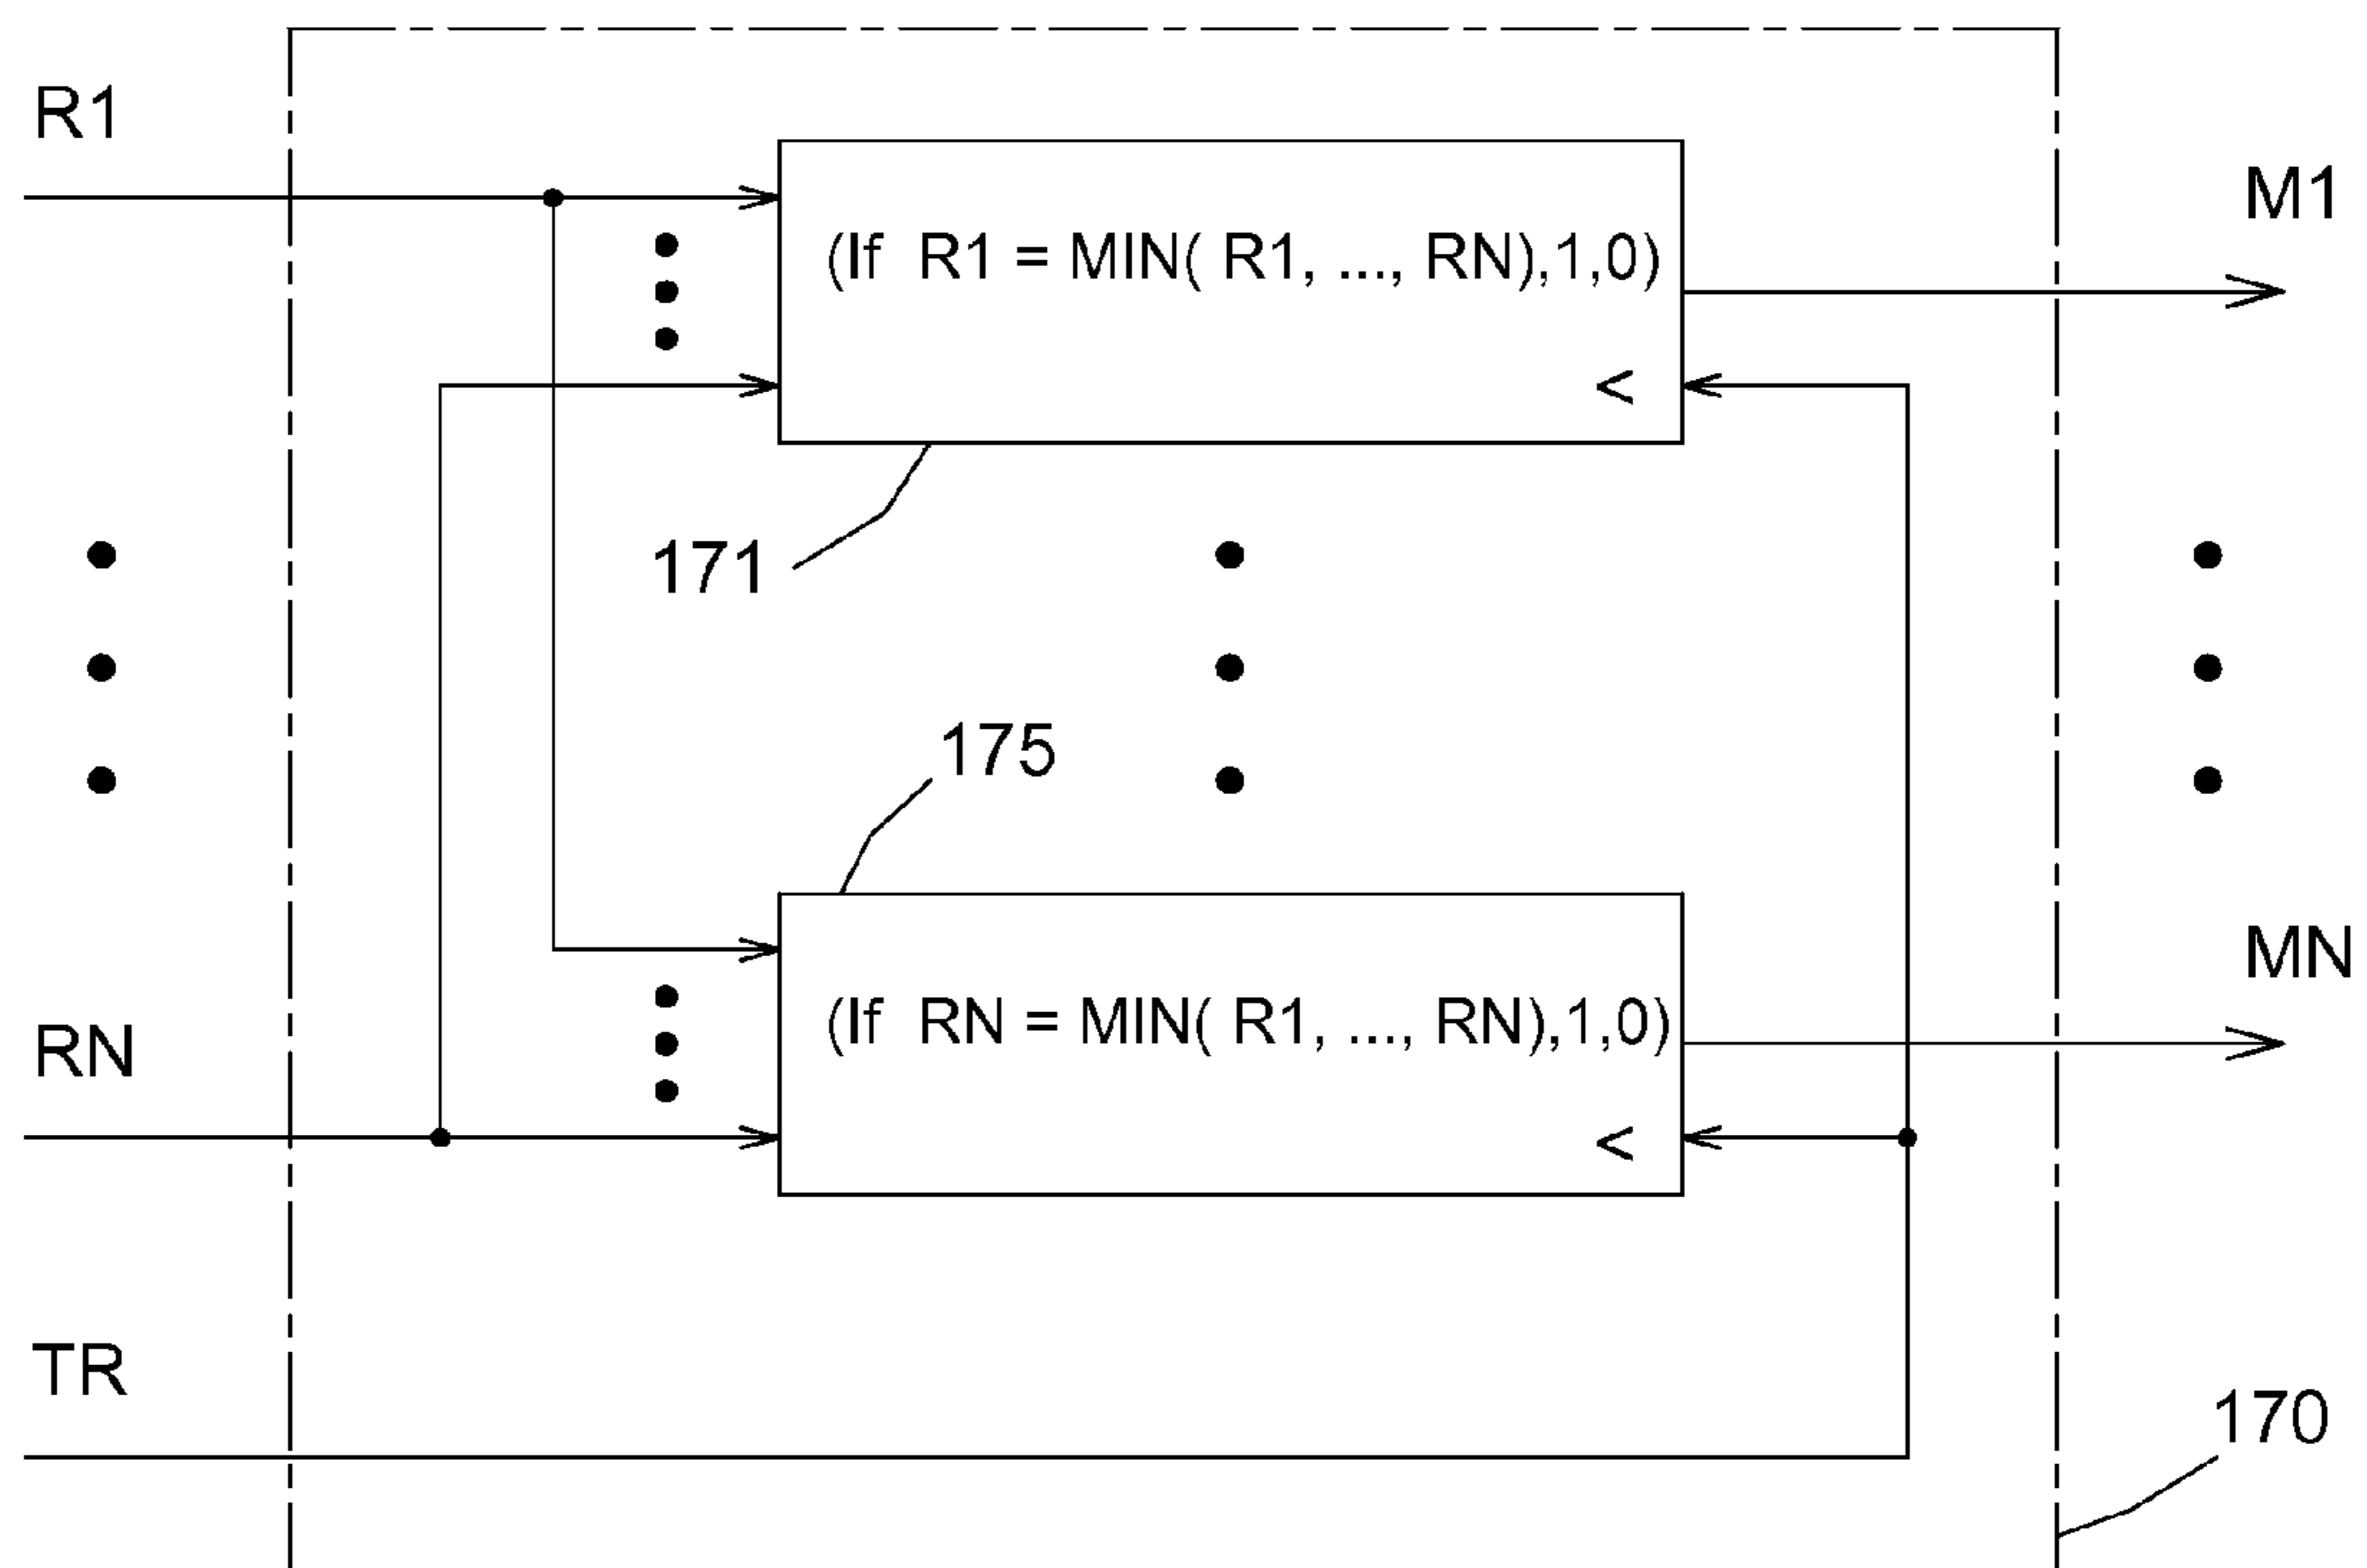 R1
M1
(If R1 = MIN( R1, ..., RN),1,0)
<
171
175
MN
(If RN = MIN( R1, ..., RN),1,0)
RN
<
TR
170